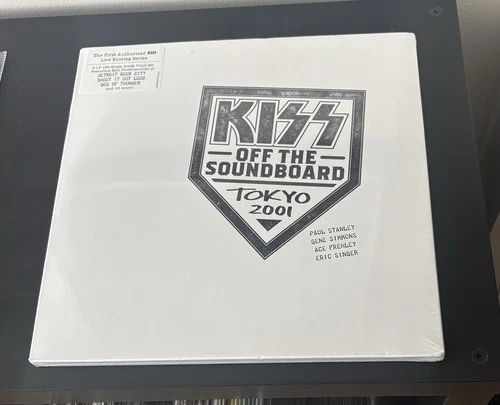 The First Authorized KISS
Live Bootleg Series
DETROIT ROCK CITY
SHOUT IT OUT LOUD
GOD OF THUNDER
KISS
OFF THE
SOUNDBOARD
TOKYO
2001
PAUL STANLEY
GENE SIMMONS
ACE FREHLEY
ERIC SINGER